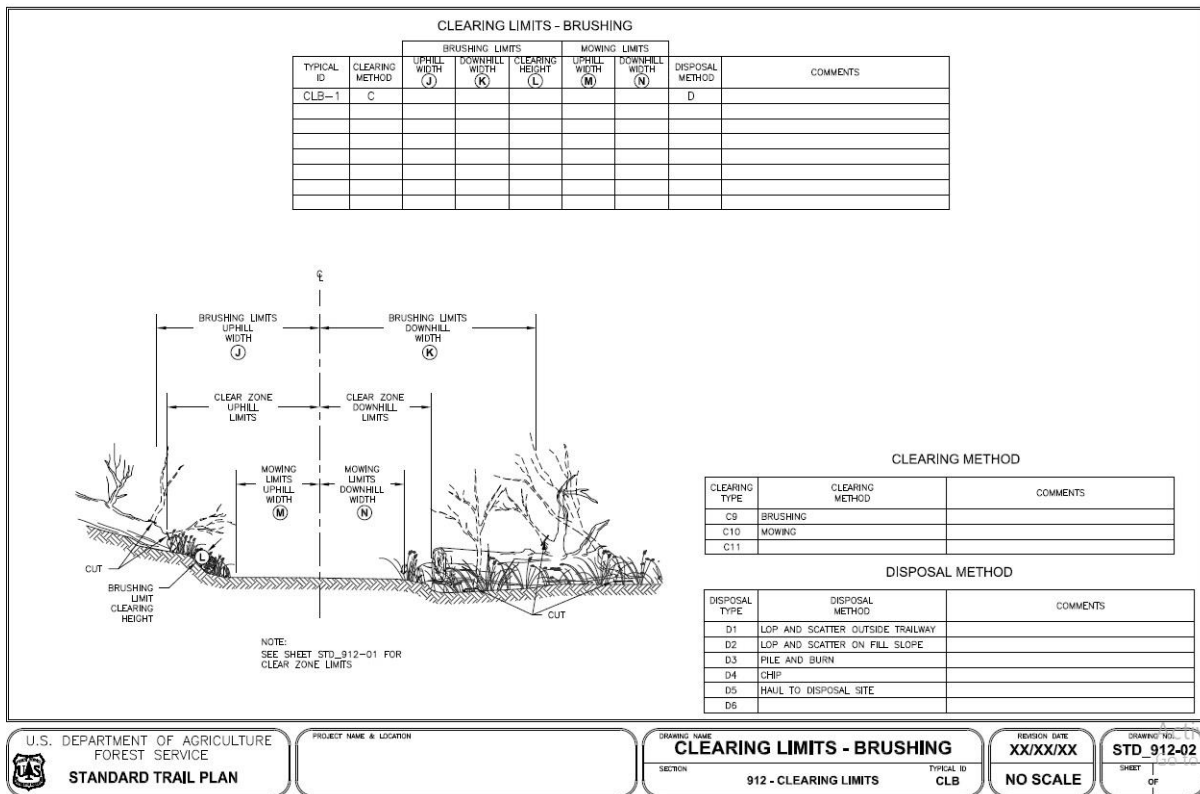 CLEARING LIMITS - BRUSHING
BRUSHING LIMITS
MOWING LIMITS
TYPICAL
ID
CLEARING
METHOD
UPHILL
WIDTH
J
DOWNHILL
WIDTH
K
CLEARING
HEIGHT
L
UPHILL
WIDTH
M
DOWNHILL
WIDTH
N
DISPOSAL
METHOD
COMMENTS
CLB-1 C D
BRUSHING LIMITS
UPHILL
WIDTH
J
BRUSHING LIMITS
DOWNHILL
WIDTH
K
CLEAR ZONE
UPHILL
LIMITS
CLEAR ZONE
DOWNHILL
LIMITS
MOWING
LIMITS
UPHILL
WIDTH
M
MOWING
LIMITS
DOWNHILL
WIDTH
N
L
CUT
BRUSHING
LIMIT
CLEARING
HEIGHT
CUT
NOTE:
SEE SHEET STD_912-01 FOR
CLEAR ZONE LIMITS
CLEARING METHOD
CLEARING
TYPE
CLEARING
METHOD
COMMENTS
C9 BRUSHING
C10 MOWING
C11
DISPOSAL METHOD
DISPOSAL
TYPE
DISPOSAL
METHOD
COMMENTS
D1 LOP AND SCATTER OUTSIDE TRAILWAY
D2 LOP AND SCATTER ON FILL SLOPE
D3 PILE AND BURN
D4 CHIP
D5 HAUL TO DISPOSAL SITE
D6
U.S. DEPARTMENT OF AGRICULTURE
FOREST SERVICE
STANDARD TRAIL PLAN
PROJECT NAME & LOCATION
DRAWING NAME
CLEARING LIMITS - BRUSHING
SECTION
912 - CLEARING LIMITS
TYPICAL ID
CLB
REVISION DATE
XX/XX/XX
NO SCALE
DRAWING NO.
STD_912-02
SHEET
OF